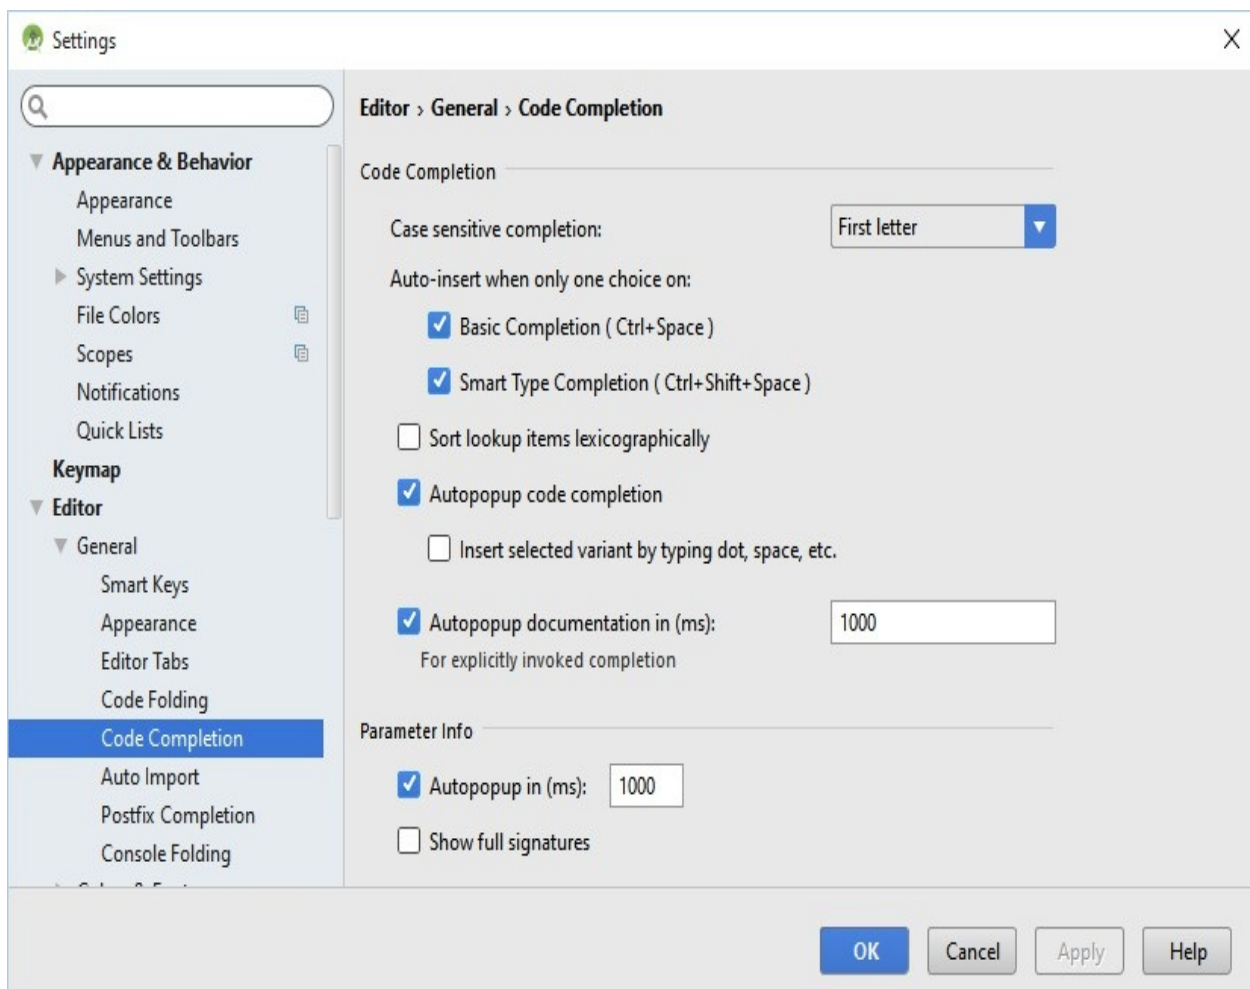 Settings
Appearance & Behavior
Appearance
Menus and Toolbars
System Settings
File Colors
Scopes
Notifications
Quick Lists
Keymap
Editor
General
Smart Keys
Appearance
Editor Tabs
Code Folding
Code Completion
Auto Import
Postfix Completion
Console Folding
Editor › General › Code Completion
Code Completion
Case sensitive completion: First letter
Auto-insert when only one choice on:
Basic Completion ( Ctrl+Space )
Smart Type Completion ( Ctrl+Shift+Space )
Sort lookup items lexicographically
Autopopup code completion
Insert selected variant by typing dot, space, etc.
Autopopup documentation in (ms): 1000
For explicitly invoked completion
Parameter Info
Autopopup in (ms): 1000
Show full signatures
OK Cancel Apply Help